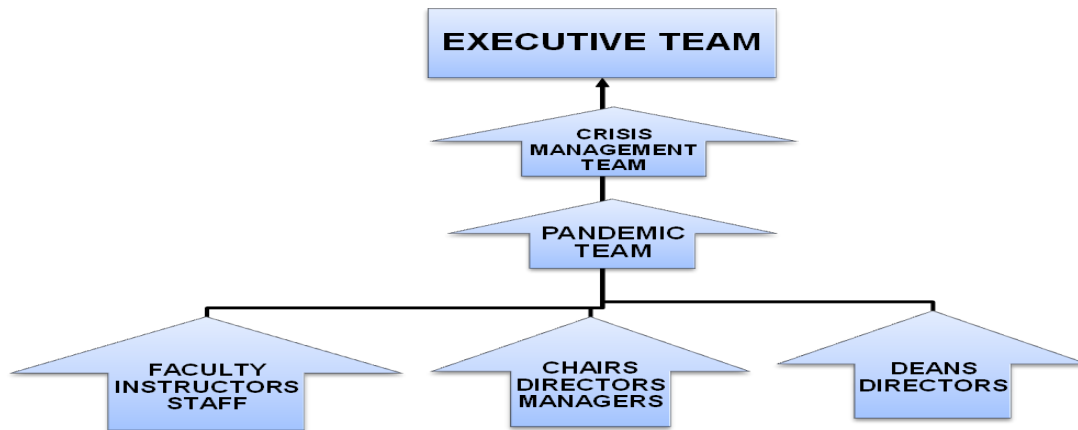 EXECUTIVE TEAM
CRISIS
MANAGEMENT
TEAM
PANDEMIC
TEAM
FACULTY
INSTRUCTORS
STAFF
CHAIRS
DIRECTORS
MANAGERS
DEANS
DIRECTORS